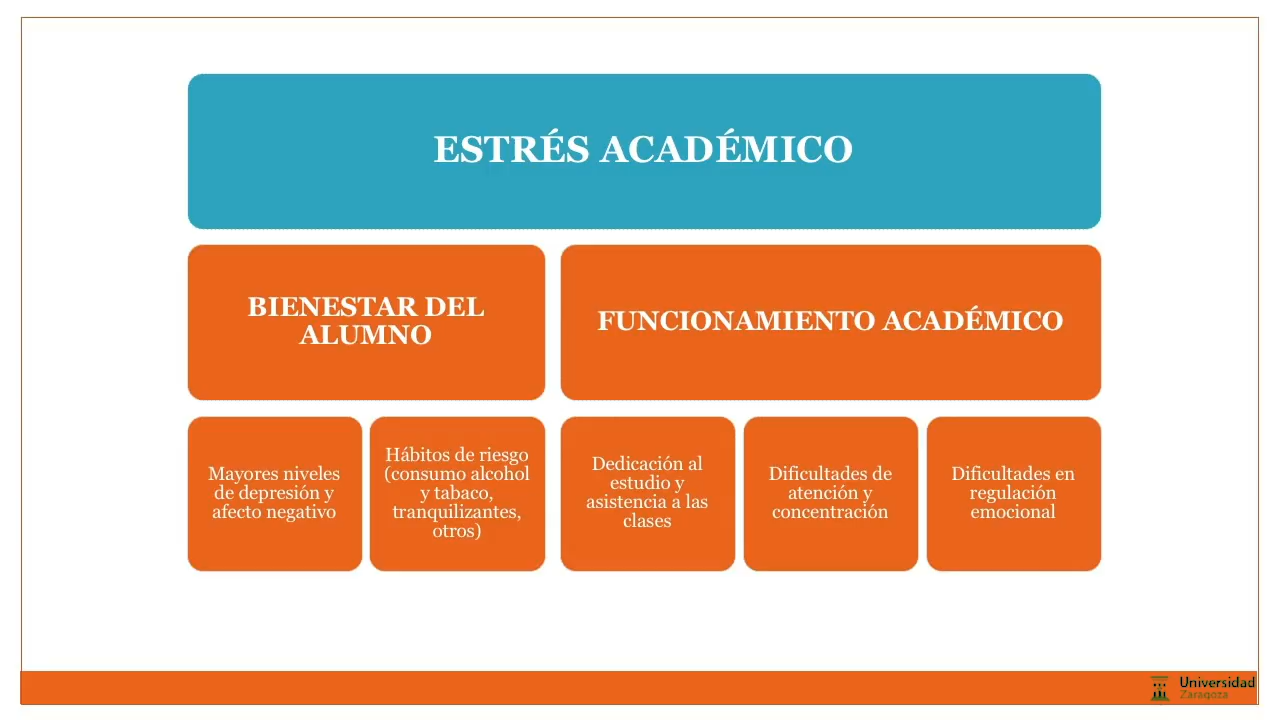 ESTRÉS ACADÉMICO
BIENESTAR DEL
ALUMNO
FUNCIONAMIENTO ACADÉMICO
Mayores niveles
de depresión y
afecto negativo
Hábitos de riesgo
(consumo alcohol
y tabaco,
tranquilizantes,
otros)
Dedicación al
estudio y
asistencia a las
clases
Dificultades de
atención y
concentración
Dificultades en
regulación
emocional
Universidad
Zaragoza